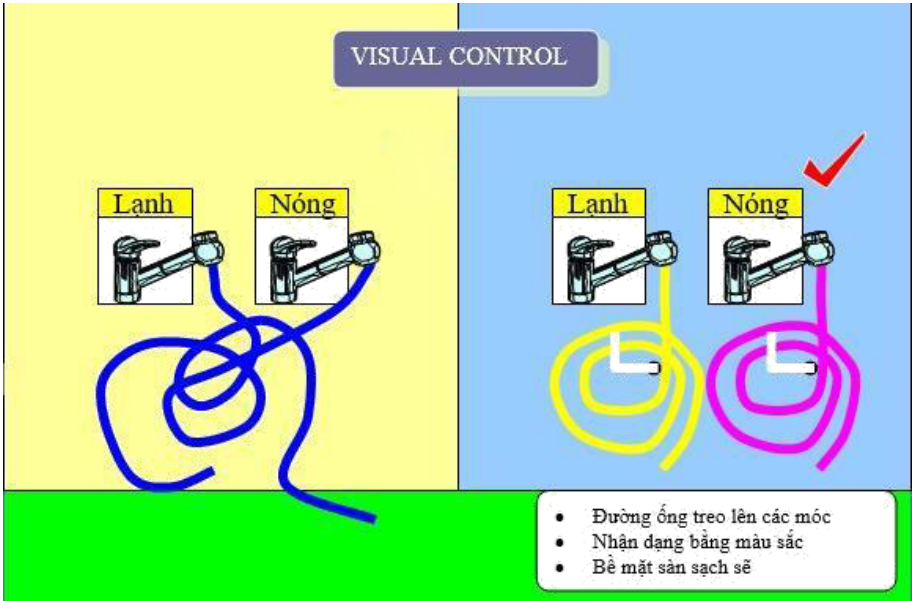 VISUAL CONTROL
Lạnh
Nóng
Lạnh
Nóng
• Đường ống treo lên các móc
• Nhận dạng bằng màu sắc
• Bề mặt sàn sạch sẽ